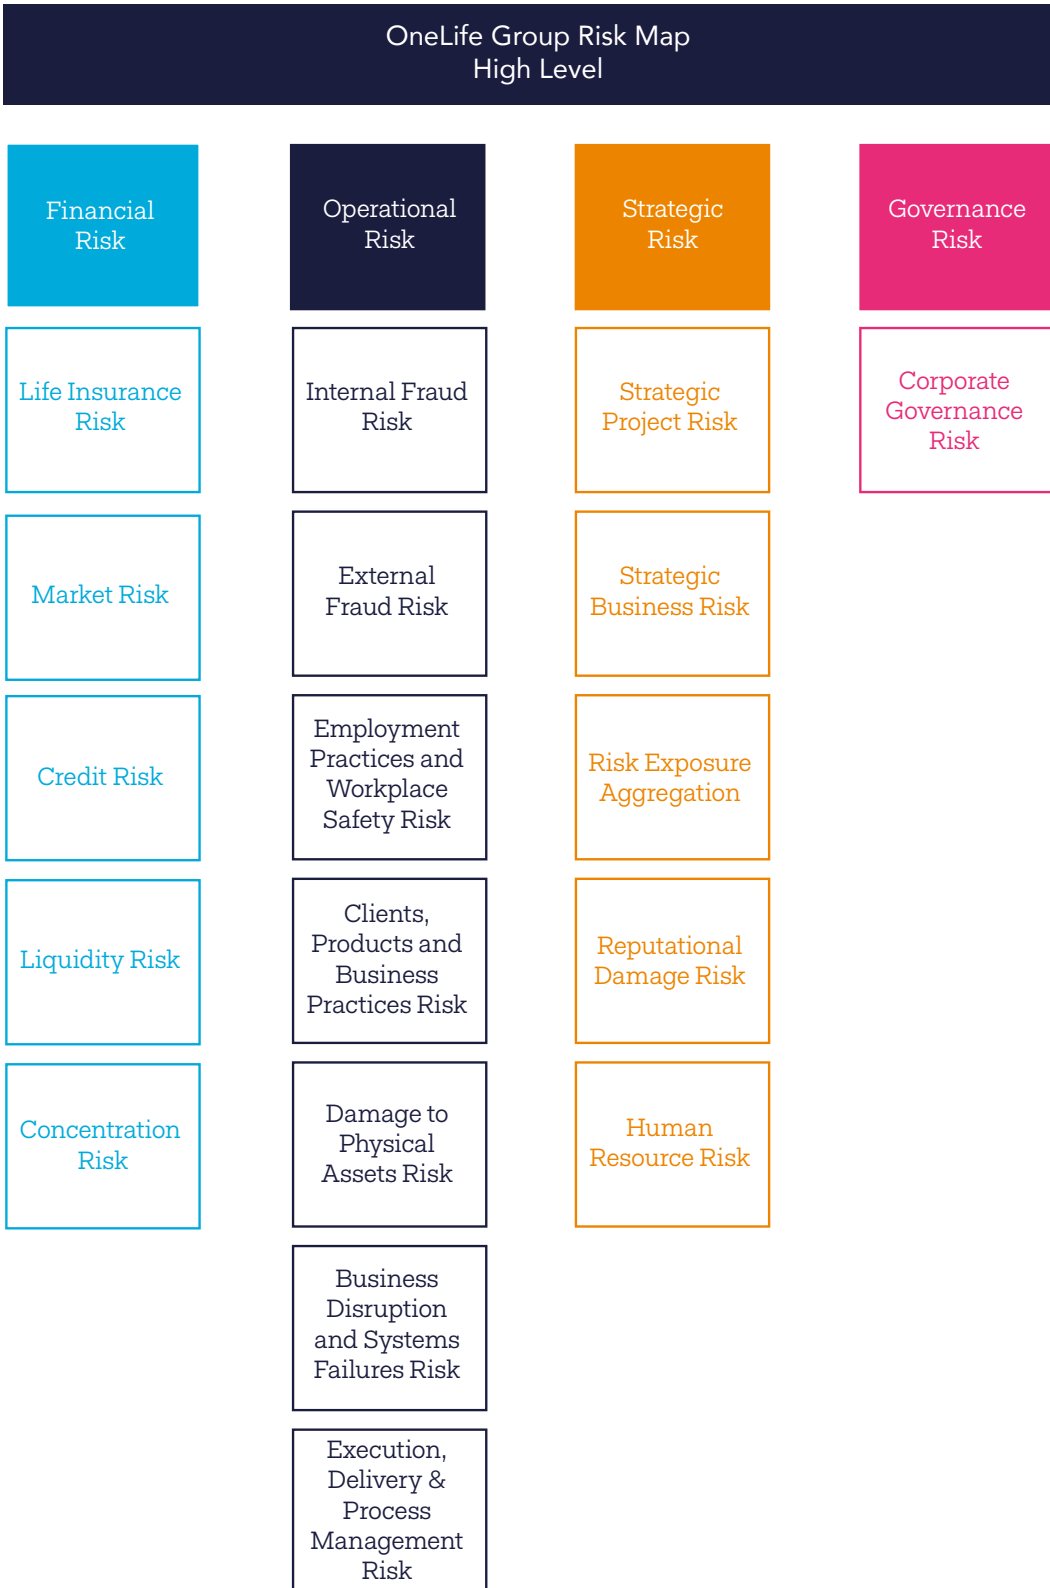 OneLife Group Risk Map
High Level
Financial
Risk
Operational
Risk
Strategic
Risk
Governance
Risk
Life Insurance
Risk
Internal Fraud
Risk
Strategic
Project Risk
Corporate
Governance
Risk
Market Risk
External
Fraud Risk
Strategic
Business Risk
Credit Risk
Employment
Practices and
Workplace
Safety Risk
Risk Exposure
Aggregation
Liquidity Risk
Clients,
Products and
Business
Practices Risk
Reputational
Damage Risk
Concentration
Risk
Damage to
Physical
Assets Risk
Human
Resource Risk
Business
Disruption
and Systems
Failures Risk
Execution,
Delivery &
Process
Management
Risk